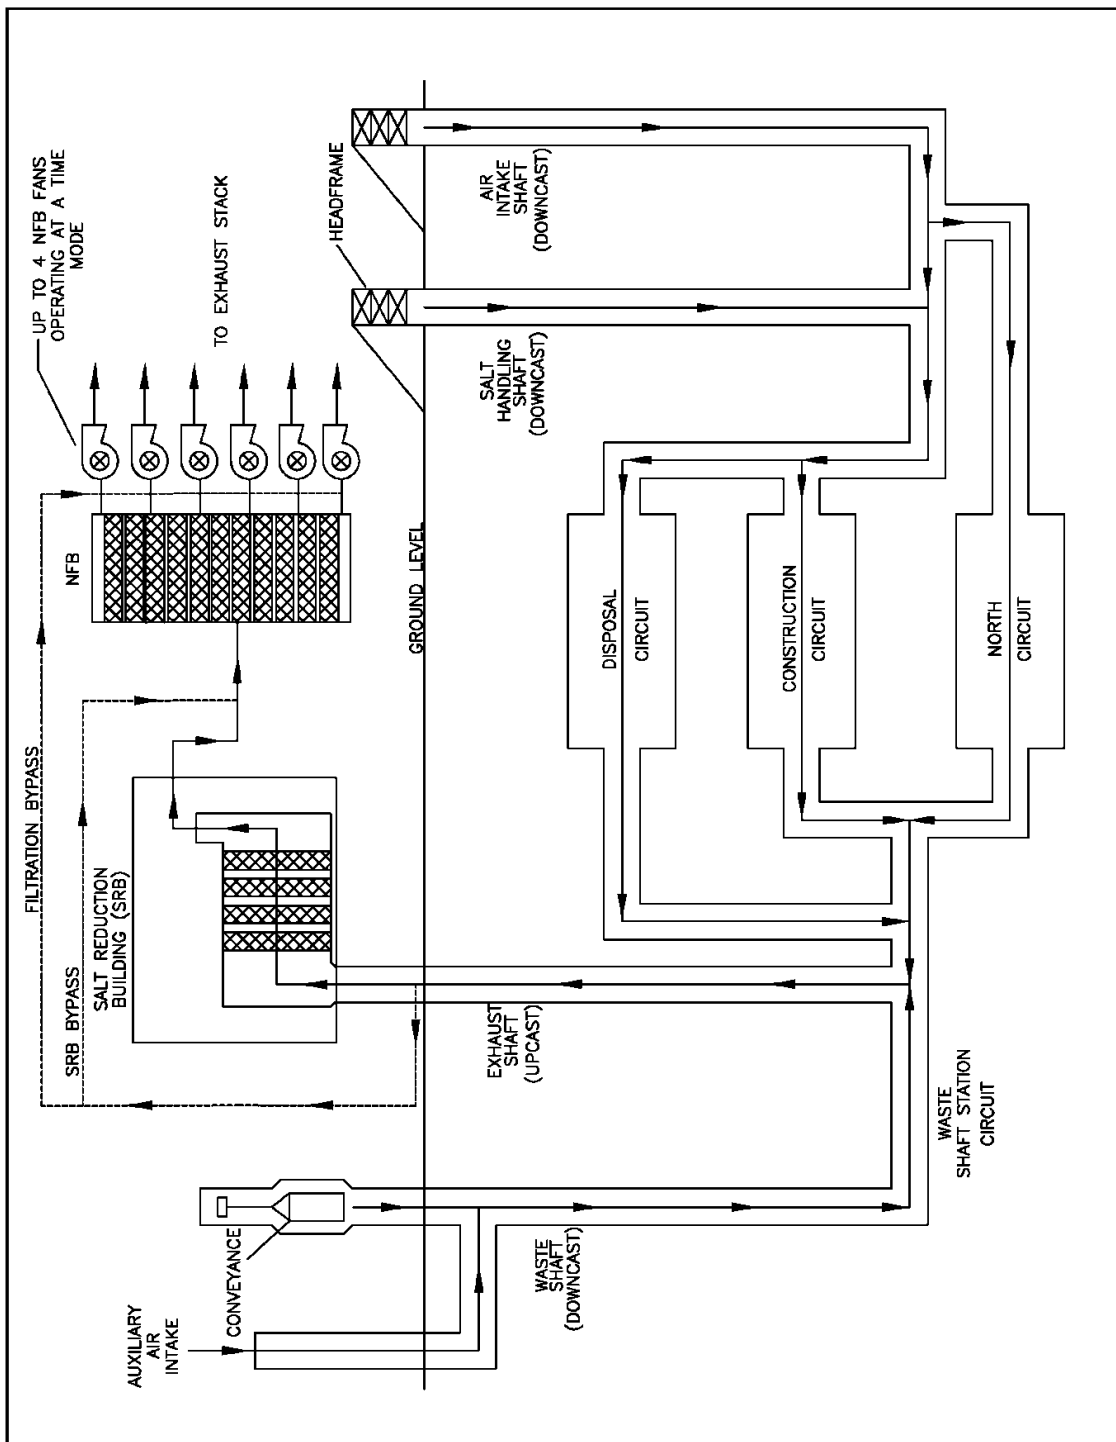 UP TO 4 NFB FANS
OPERATING AT A TIME
MODE
TO EXHAUST STACK
HEADFRAME
NFB
FILTRATION BYPASS
SRB BYPASS
SALT REDUCTION
BUILDING (SRB)
GROUND LEVEL
AIR
INTAKE
SHAFT
(DOWNCAST)
SALT
HANDLING
SHAFT
(DOWNCAST)
EXHAUST
SHAFT
(UPCAST)
WASTE
SHAFT
(DOWNCAST)
CONVEYANCE
AUXILIARY
AIR
INTAKE
DISPOSAL
CIRCUIT
CONSTRUCTION
CIRCUIT
NORTH
CIRCUIT
WASTE
SHAFT STATION
CIRCUIT